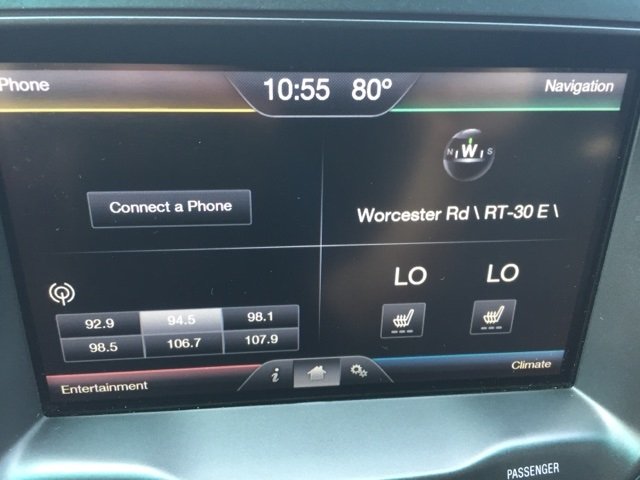 Phone 10:55 80° Navigation
N W S
Connect a Phone
Worcester Rd \ RT-30 E \
LO LO
92.9 94.5 98.1
98.5 106.7 107.9
Entertainment i Climate
PASSENGER